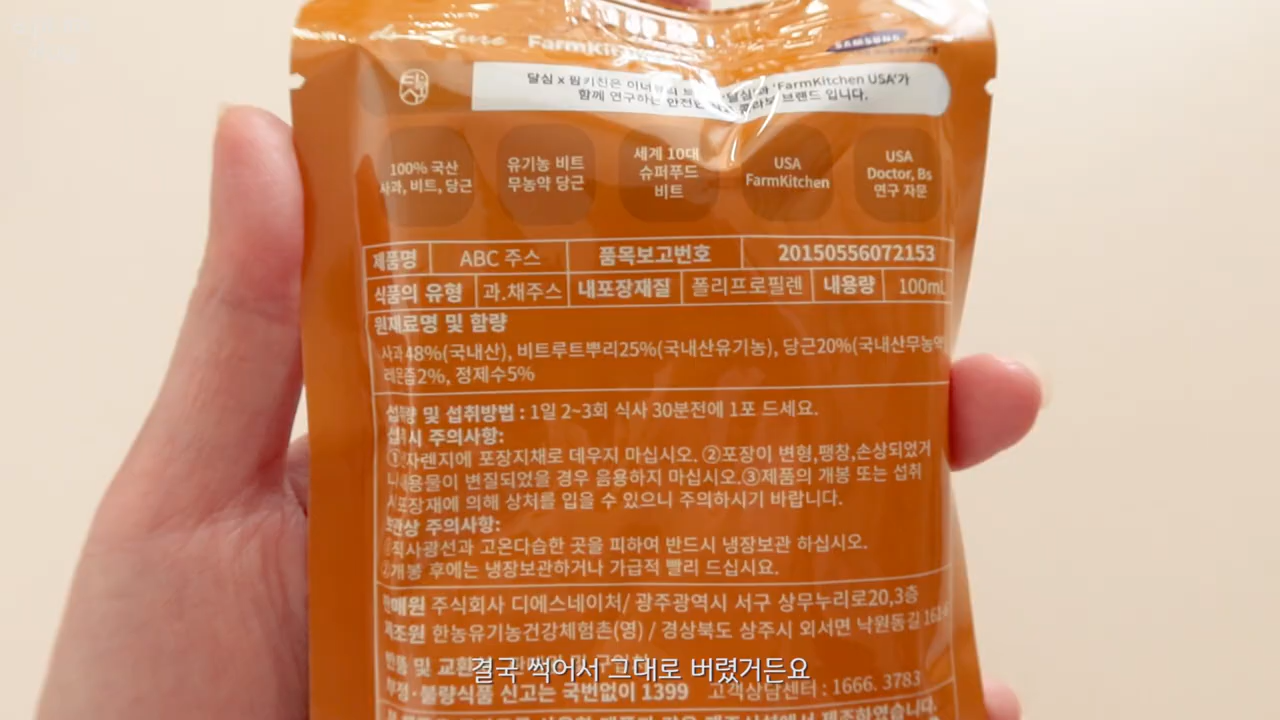 FarmKitchen
SAMSUNG
달심
달심 x 팜키친은 이너뷰티 브랜드 '달심'과 'FarmKitchen USA'가
함께 연구하는 안전한 콜라보 브랜드 입니다.
100% 국산
사과, 비트, 당근
유기농 비트
무농약 당근
세계 10대
슈퍼푸드
비트
USA
FarmKitchen
USA
Doctor, Bs
연구 자문
제품명 ABC 주스 품목보고번호 20150556072153
식품의 유형 과.채주스 내포장재질 폴리프로필렌 내용량 100mL
원재료명 및 함량
사과48%(국내산), 비트루트뿌리25%(국내산유기농), 당근20%(국내산무농약
레몬즙2%, 정제수5%
섭취량 및 섭취방법 : 1일 2~3회 식사 30분전에 1포 드세요.
섭취시 주의사항:
①전자렌지에 포장지채로 데우지 마십시오. ②포장이 변형,팽창,손상되었거
나 내용물이 변질되었을 경우 음용하지 마십시오.③제품의 개봉 또는 섭취
시 포장재에 의해 상처를 입을 수 있으니 주의하시기 바랍니다.
보관상 주의사항:
①직사광선과 고온다습한 곳을 피하여 반드시 냉장보관 하십시오.
②개봉 후에는 냉장보관하거나 가급적 빨리 드십시요.
판매원 주식회사 디에스네이처/ 광주광역시 서구 상무누리로20,3층
제조원 한농유기농건강체험촌(영) / 경상북도 상주시 외서면 낙원동길 161-6
반품 및 교환
결국 썩어서 그대로 버렸거든요
부정·불량식품 신고는 국번없이 1399 고객상담센터 : 1666. 3783